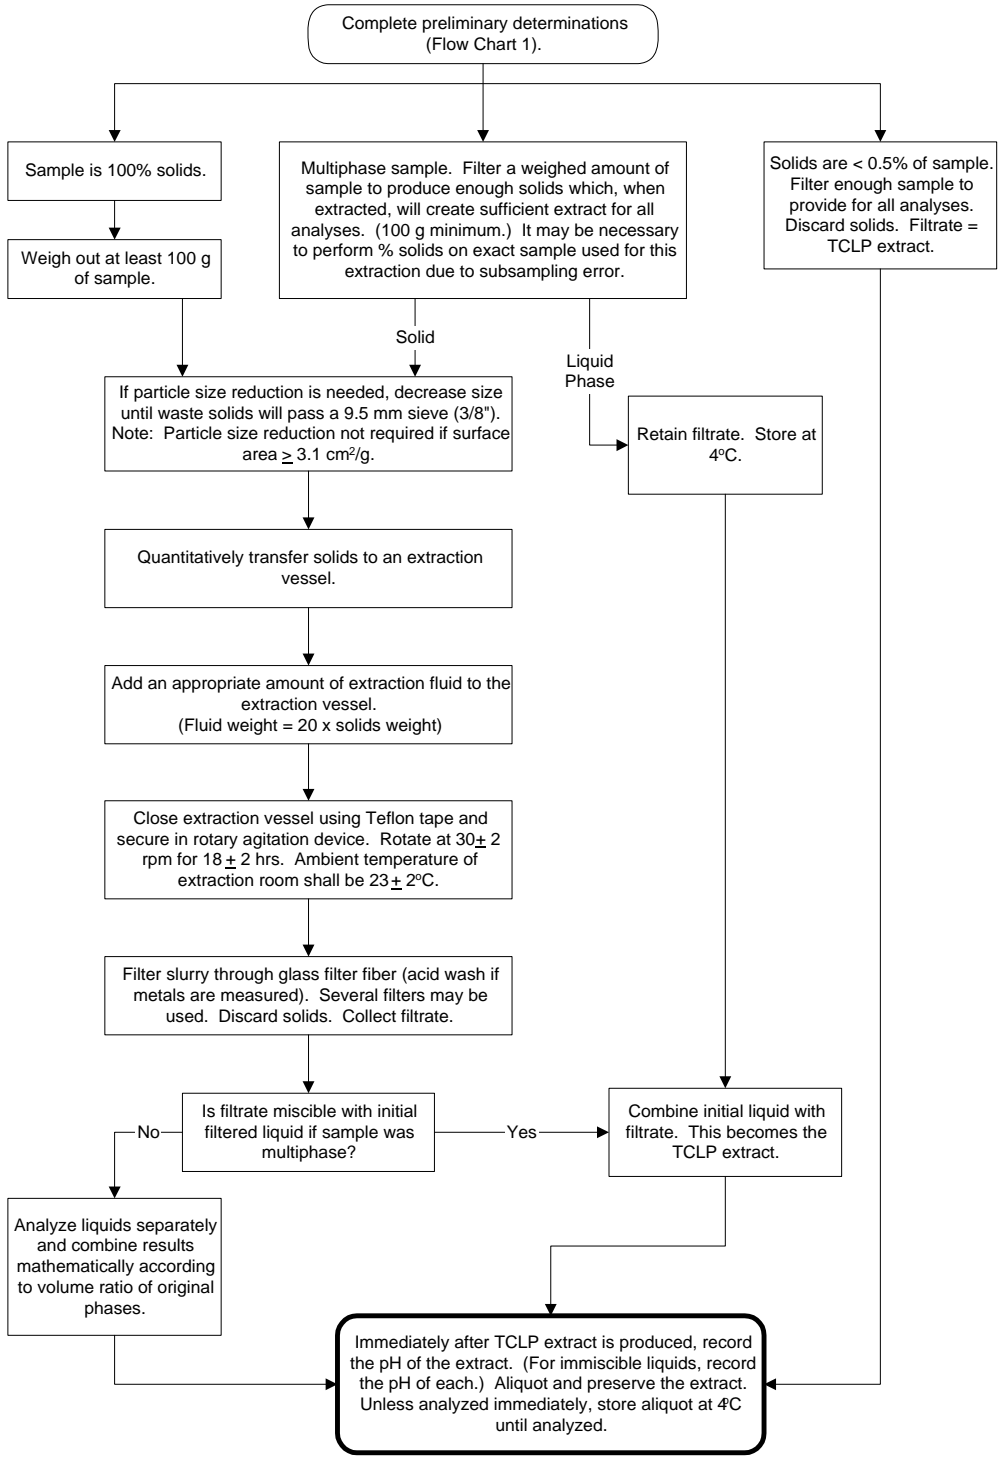 Complete preliminary determinations
(Flow Chart 1).
Sample is 100% solids.
Weigh out at least 100 g
of sample.
Multiphase sample.  Filter a weighed amount of
sample to produce enough solids which, when
extracted, will create sufficient extract for all
analyses.  (100 g minimum.)  It may be necessary
to perform % solids on exact sample used for this
extraction due to subsampling error.
Solids are < 0.5% of sample.
Filter enough sample to
provide for all analyses.
Discard solids.  Filtrate =
TCLP extract.
Solid
Liquid
Phase
If particle size reduction is needed, decrease size
until waste solids will pass a 9.5 mm sieve (3/8").
Note:  Particle size reduction not required if surface
area ≥ 3.1 cm²/g.
Retain filtrate.  Store at
4ºC.
Quantitatively transfer solids to an extraction
vessel.
Add an appropriate amount of extraction fluid to the
extraction vessel.
(Fluid weight = 20 x solids weight)
Close extraction vessel using Teflon tape and
secure in rotary agitation device.  Rotate at 30 ± 2
rpm for 18 ± 2 hrs.  Ambient temperature of
extraction room shall be 23 ± 2ºC.
Filter slurry through glass filter fiber (acid wash if
metals are measured).  Several filters may be
used.  Discard solids.  Collect filtrate.
Is filtrate miscible with initial
filtered liquid if sample was
multiphase?
No
Yes
Combine initial liquid with
filtrate.  This becomes the
TCLP extract.
Analyze liquids separately
and combine results
mathematically according
to volume ratio of original
phases.
Immediately after TCLP extract is produced, record
the pH of the extract.  (For immiscible liquids, record
the pH of each.)  Aliquot and preserve the extract.
Unless analyzed immediately, store aliquot at 4ºC
until analyzed.